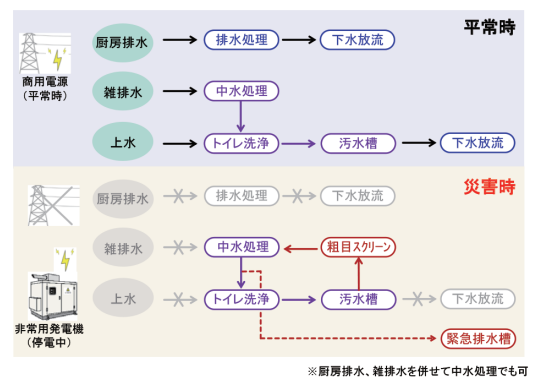 平常時
商用電源
（平常時）
厨房排水
排水処理
下水放流
雑排水
中水処理
上水
トイレ洗浄
汚水槽
下水放流
災害時
厨房排水
排水処理
下水放流
雑排水
中水処理
粗目スクリーン
上水
トイレ洗浄
汚水槽
下水放流
非常用発電機
（停電中）
緊急排水槽
※厨房排水、雑排水を併せて中水処理でも可